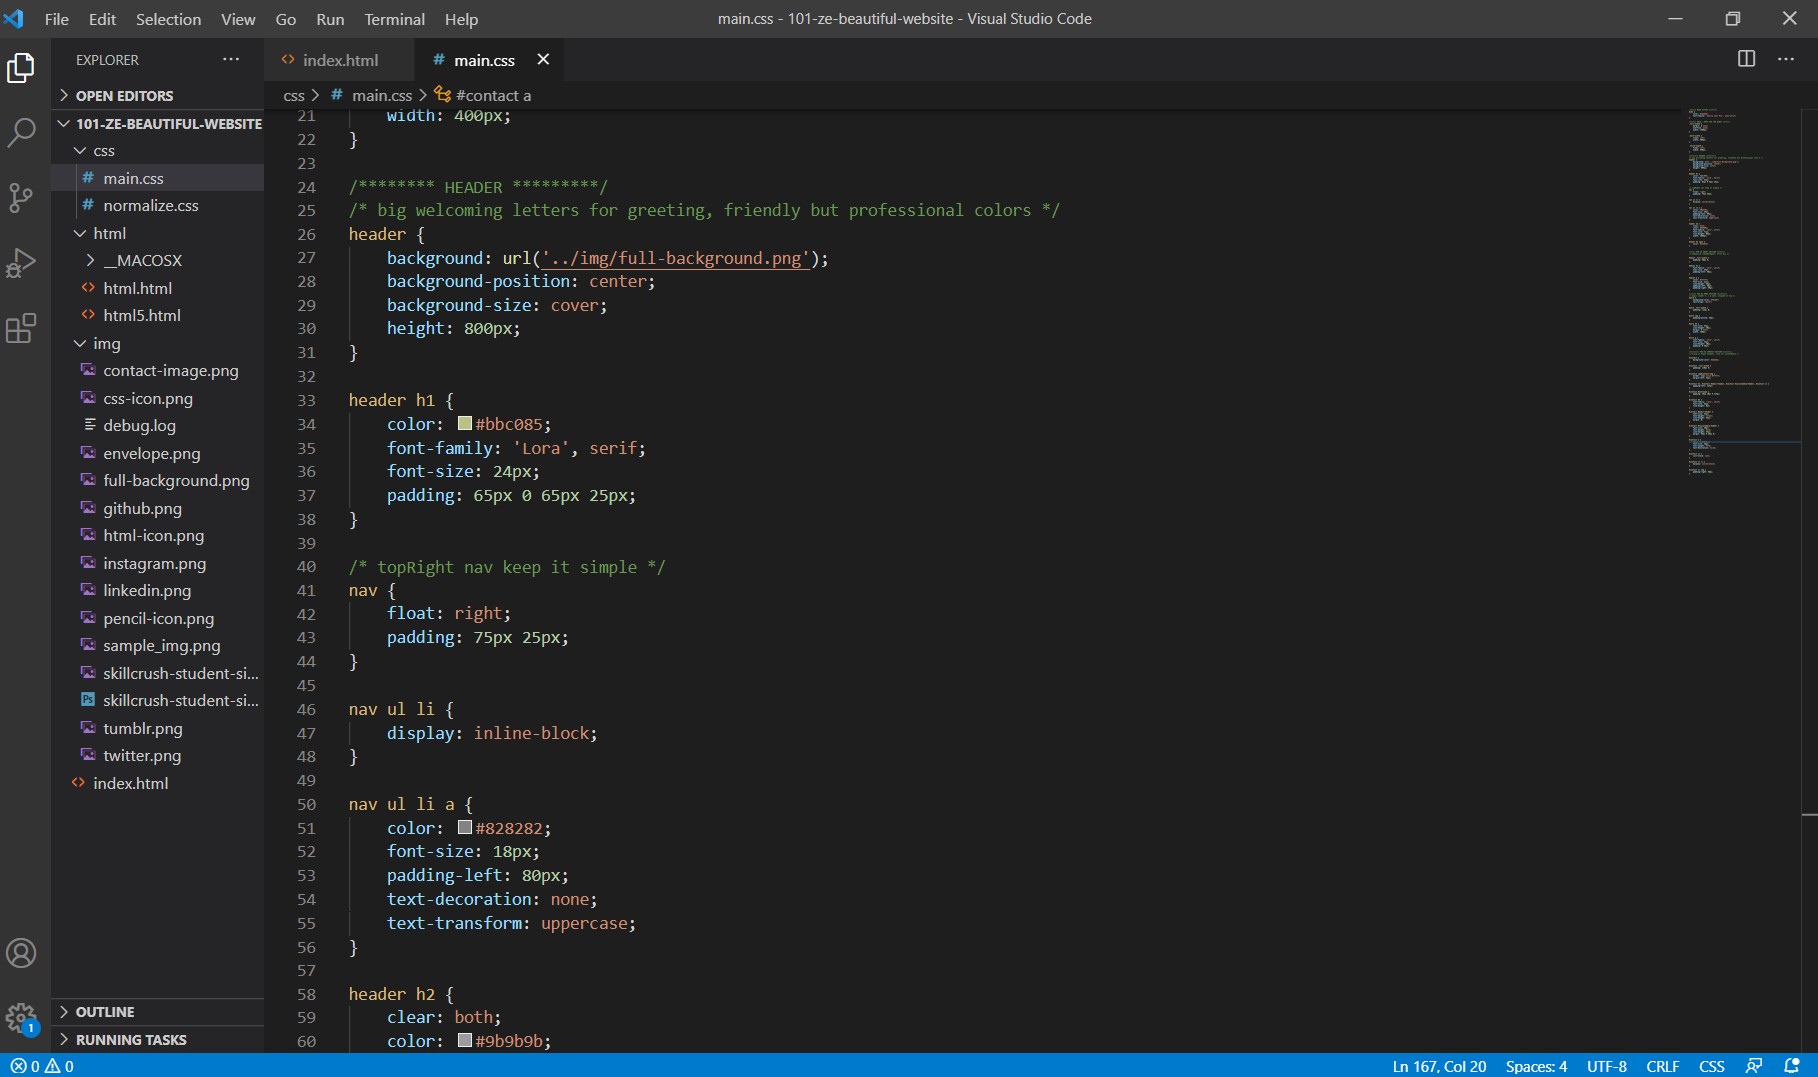 File Edit Selection View Go Run Terminal Help
main.css - 101-ze-beautiful-website - Visual Studio Code
EXPLORER
OPEN EDITORS
101-ZE-BEAUTIFUL-WEBSITE
css
main.css
normalize.css
html
__MACOSX
html.html
html5.html
img
contact-image.png
css-icon.png
debug.log
envelope.png
full-background.png
github.png
html-icon.png
instagram.png
linkedin.png
pencil-icon.png
sample_img.png
skillcrush-student-si...
skillcrush-student-si...
tumblr.png
twitter.png
index.html
OUTLINE
RUNNING TASKS
index.html
main.css
css > main.css > #contact a
21 width: 400px;
22 }
23
24 /******** HEADER *********/
25 /* big welcoming letters for greeting, friendly but professional colors */
26 header {
27 background: url('../img/full-background.png');
28 background-position: center;
29 background-size: cover;
30 height: 800px;
31 }
32
33 header h1 {
34 color: #bbc085;
35 font-family: 'Lora', serif;
36 font-size: 24px;
37 padding: 65px 0 65px 25px;
38 }
39
40 /* topRight nav keep it simple */
41 nav {
42 float: right;
43 padding: 75px 25px;
44 }
45
46 nav ul li {
47 display: inline-block;
48 }
49
50 nav ul li a {
51 color: #828282;
52 font-size: 18px;
53 padding-left: 80px;
54 text-decoration: none;
55 text-transform: uppercase;
56 }
57
58 header h2 {
59 clear: both;
60 color: #9b9b9b;
Ps
1
0 0
Ln 167, Col 20 Spaces: 4 UTF-8 CRLF CSS